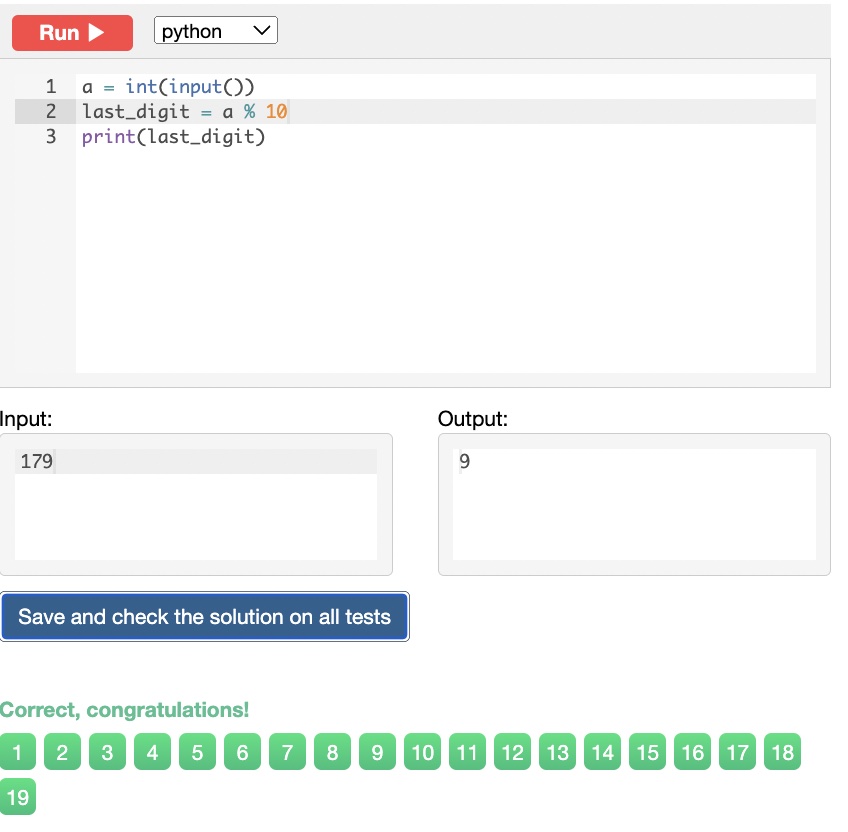 Run ▶ python
1 a = int(input())
2 last_digit = a % 10
3 print(last_digit)
Input: Output:
179 9
Save and check the solution on all tests
Correct, congratulations!
1 2 3 4 5 6 7 8 9 10 11 12 13 14 15 16 17 18
19